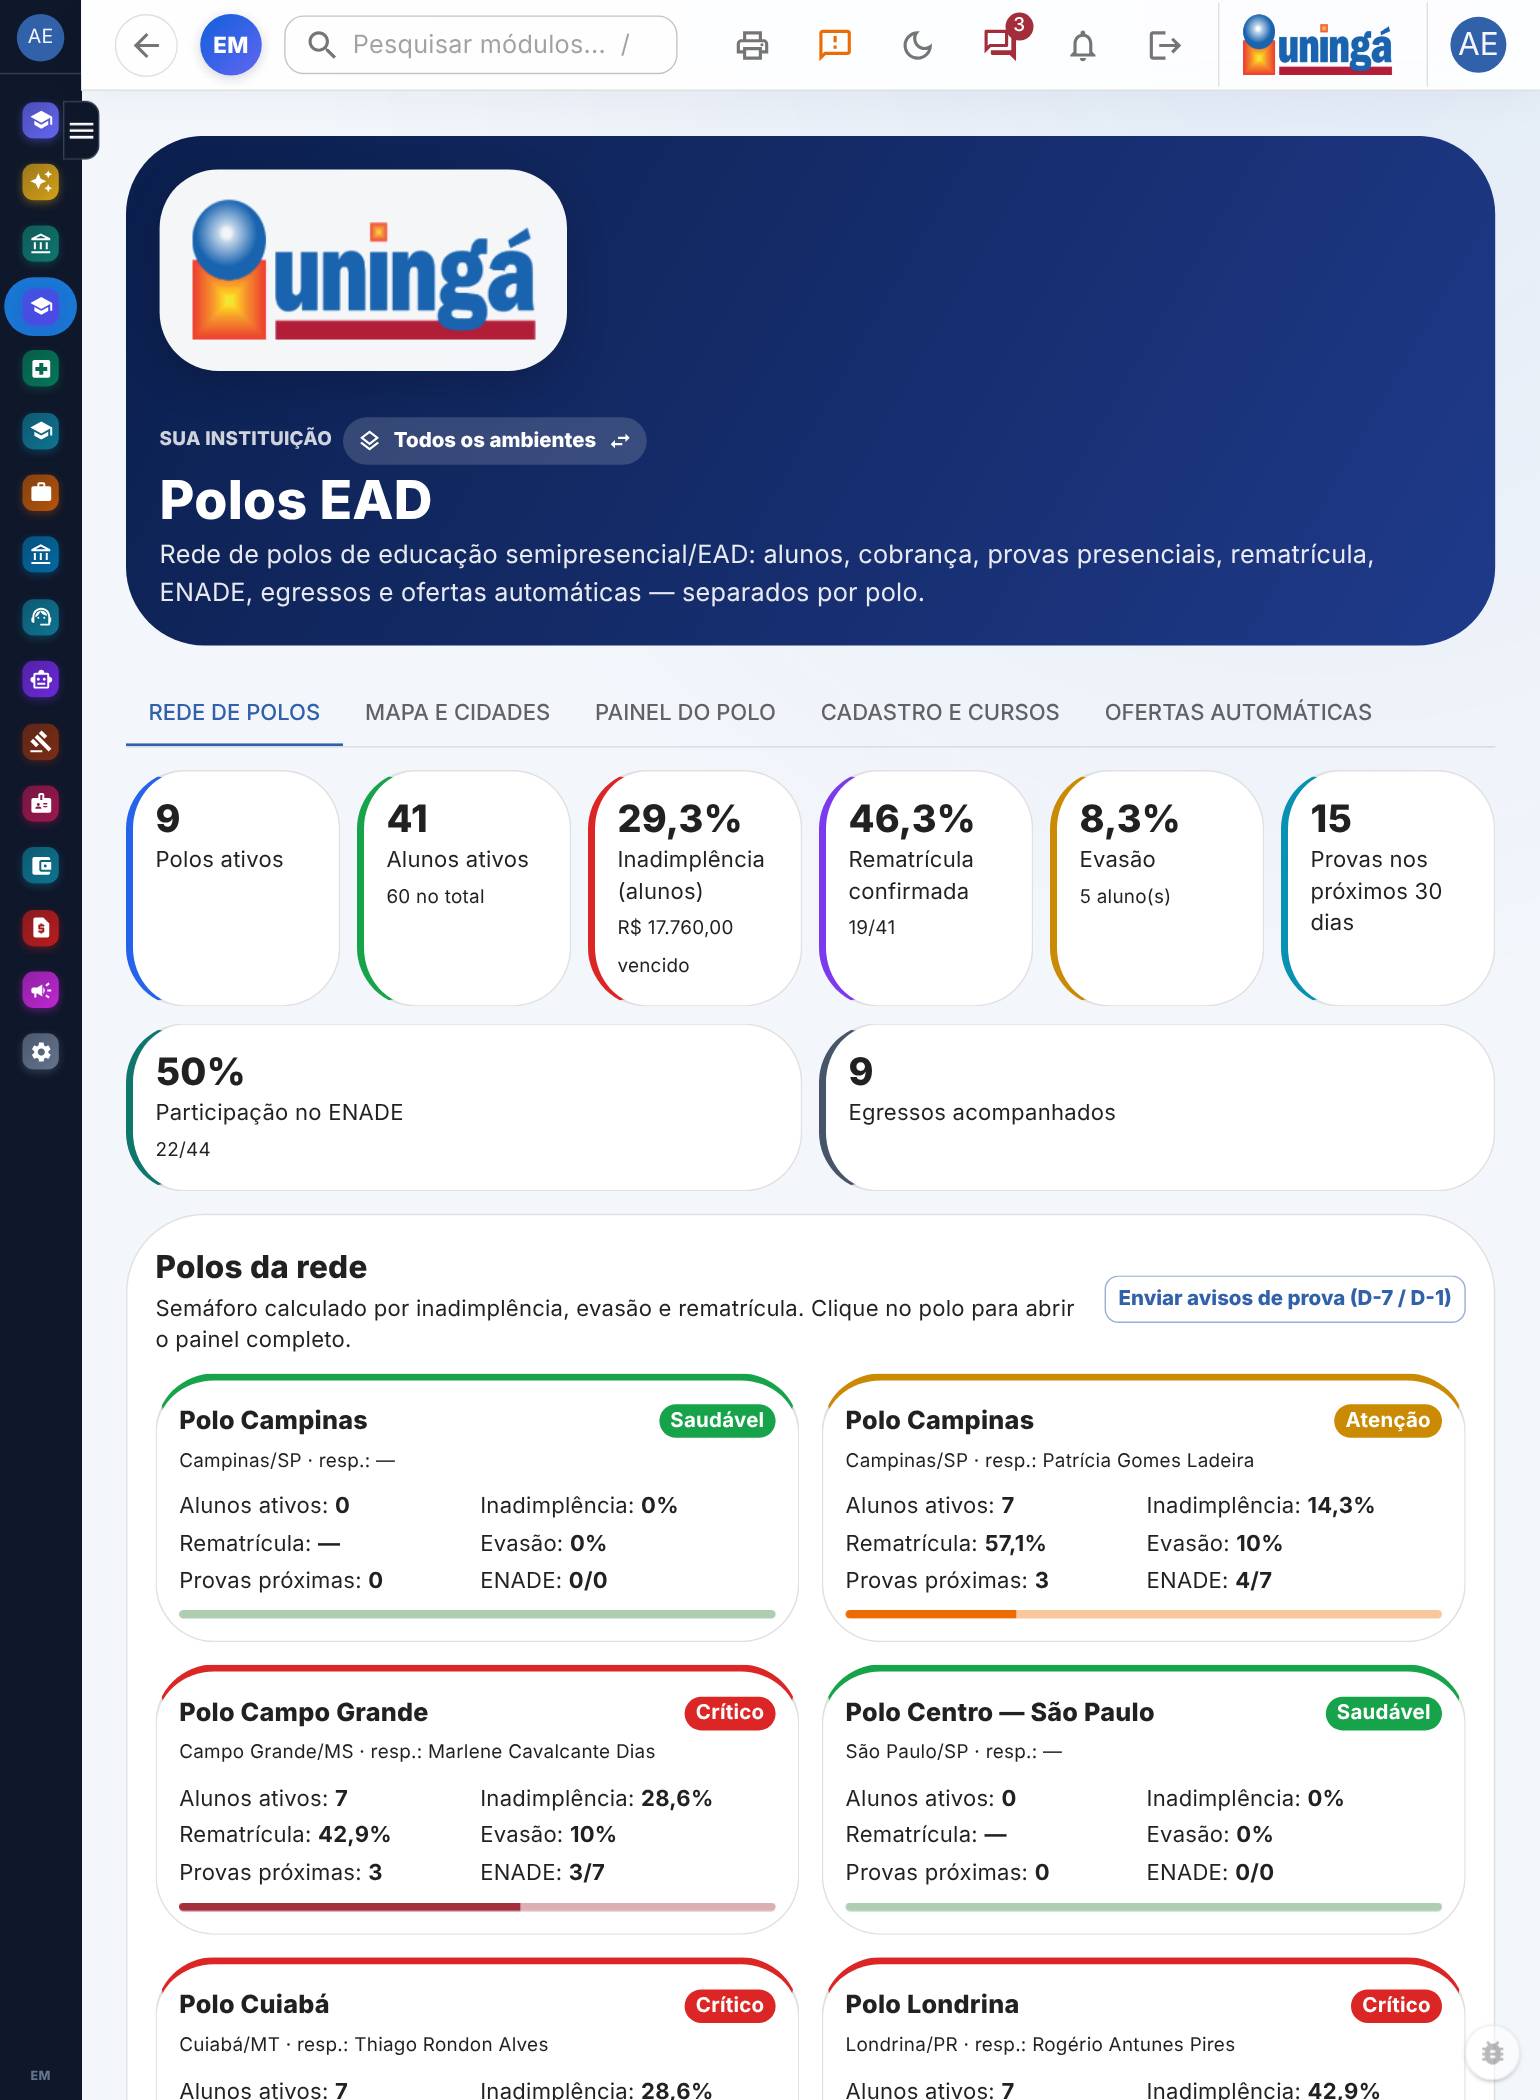 AE
EM
Pesquisar módulos... /
3
uningá
AE
uningá
SUA INSTITUIÇÃO
Todos os ambientes
Polos EAD
Rede de polos de educação semipresencial/EAD: alunos, cobrança, provas presenciais, rematrícula,
ENADE, egressos e ofertas automáticas — separados por polo.
REDE DE POLOS
MAPA E CIDADES
PAINEL DO POLO
CADASTRO E CURSOS
OFERTAS AUTOMÁTICAS
9
Polos ativos
41
Alunos ativos
60 no total
29,3%
Inadimplência
(alunos)
R$ 17.760,00
vencido
46,3%
Rematrícula
confirmada
19/41
8,3%
Evasão
5 aluno(s)
15
Provas nos
próximos 30
dias
50%
Participação no ENADE
22/44
9
Egressos acompanhados
Polos da rede
Semáforo calculado por inadimplência, evasão e rematrícula. Clique no polo para abrir
o painel completo.
Enviar avisos de prova (D-7 / D-1)
Polo Campinas
Saudável
Campinas/SP · resp.: —
Alunos ativos: 0
Inadimplência: 0%
Rematrícula: —
Evasão: 0%
Provas próximas: 0
ENADE: 0/0
Polo Campinas
Atenção
Campinas/SP · resp.: Patrícia Gomes Ladeira
Alunos ativos: 7
Inadimplência: 14,3%
Rematrícula: 57,1%
Evasão: 10%
Provas próximas: 3
ENADE: 4/7
Polo Campo Grande
Crítico
Campo Grande/MS · resp.: Marlene Cavalcante Dias
Alunos ativos: 7
Inadimplência: 28,6%
Rematrícula: 42,9%
Evasão: 10%
Provas próximas: 3
ENADE: 3/7
Polo Centro — São Paulo
Saudável
São Paulo/SP · resp.: —
Alunos ativos: 0
Inadimplência: 0%
Rematrícula: —
Evasão: 0%
Provas próximas: 0
ENADE: 0/0
Polo Cuiabá
Crítico
Cuiabá/MT · resp.: Thiago Rondon Alves
Alunos ativos: 7
Inadimplência: 28,6%
Polo Londrina
Crítico
Londrina/PR · resp.: Rogério Antunes Pires
Alunos ativos: 7
Inadimplência: 42,9%
EM